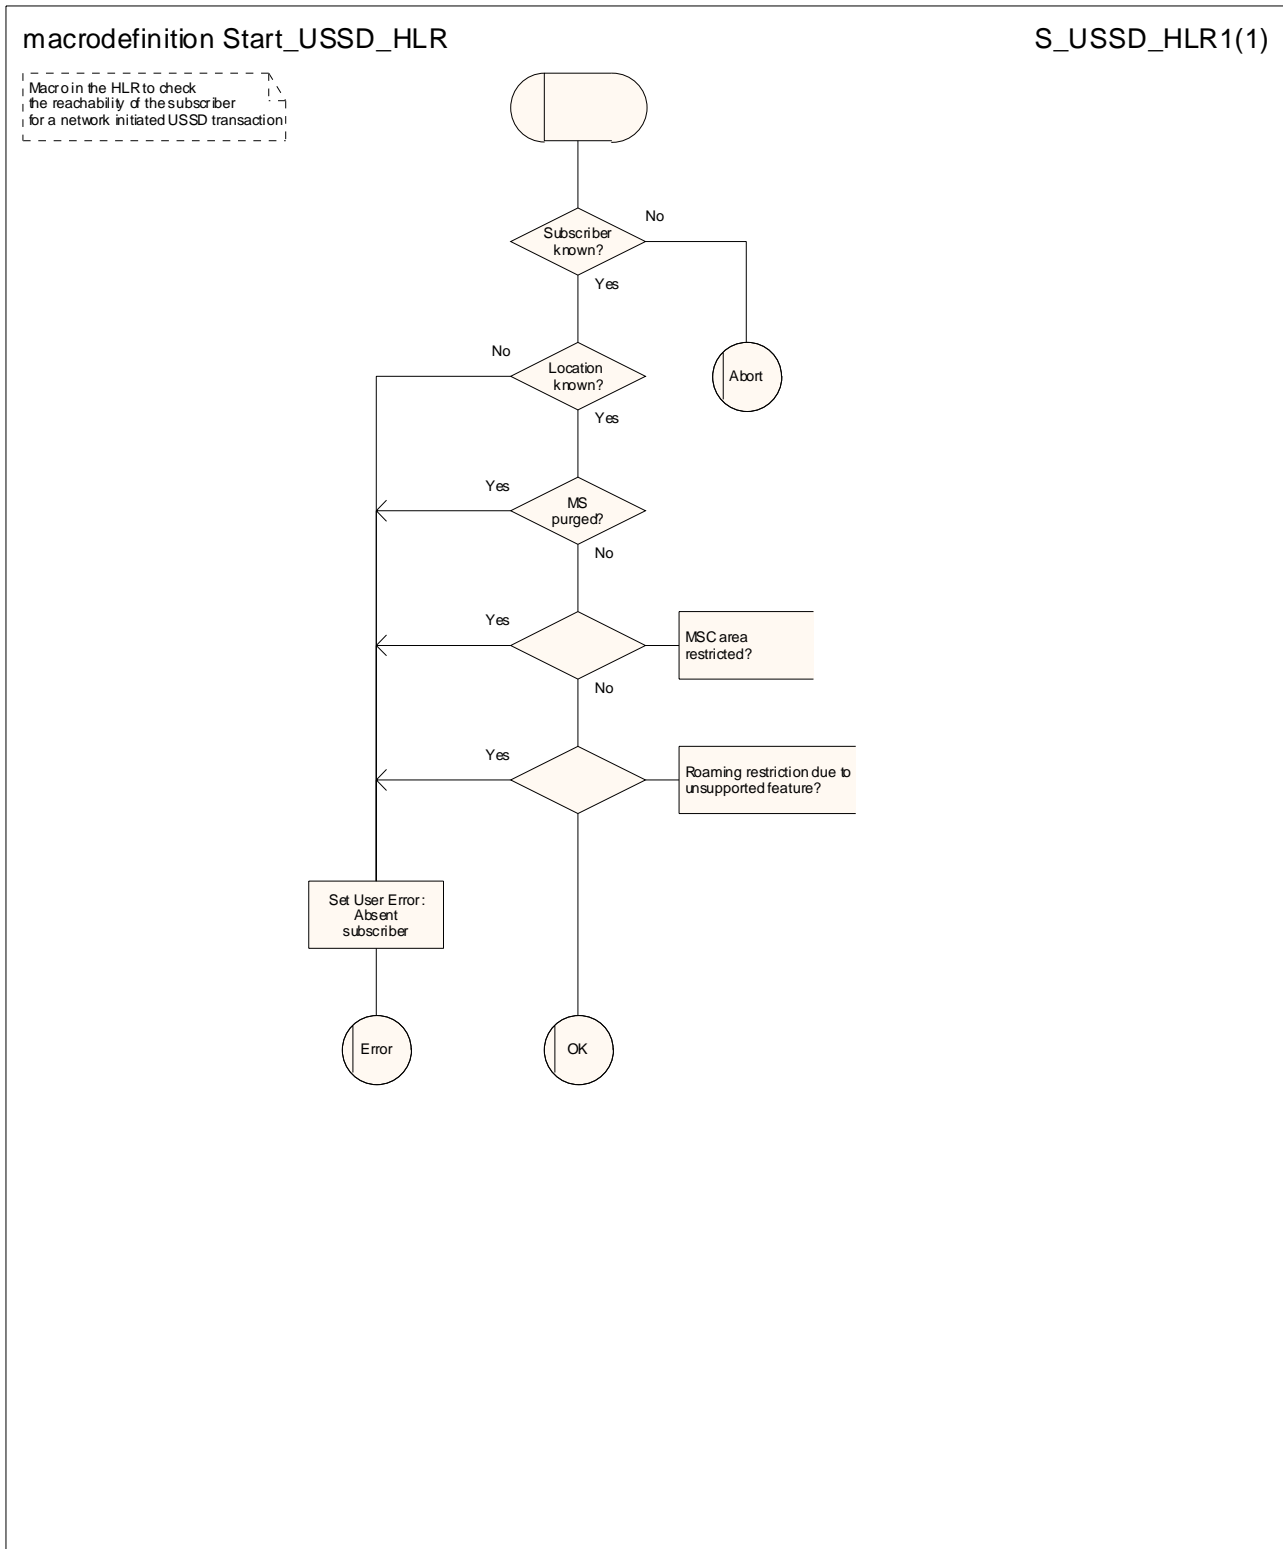 macrodefinition Start_USSD_HLR
S_USSD_HLR1(1)
Macro in the HLR to check
the reachability of the subscriber
for a network initiated USSD transaction
No
Subscriber
known?
Yes
No
Location
known?
Abort
Yes
Yes
MS
purged?
No
Yes
MSC area
restricted?
No
Yes
Roaming restriction due to
unsupported feature?
Set User Error:
Absent
subscriber
Error
OK